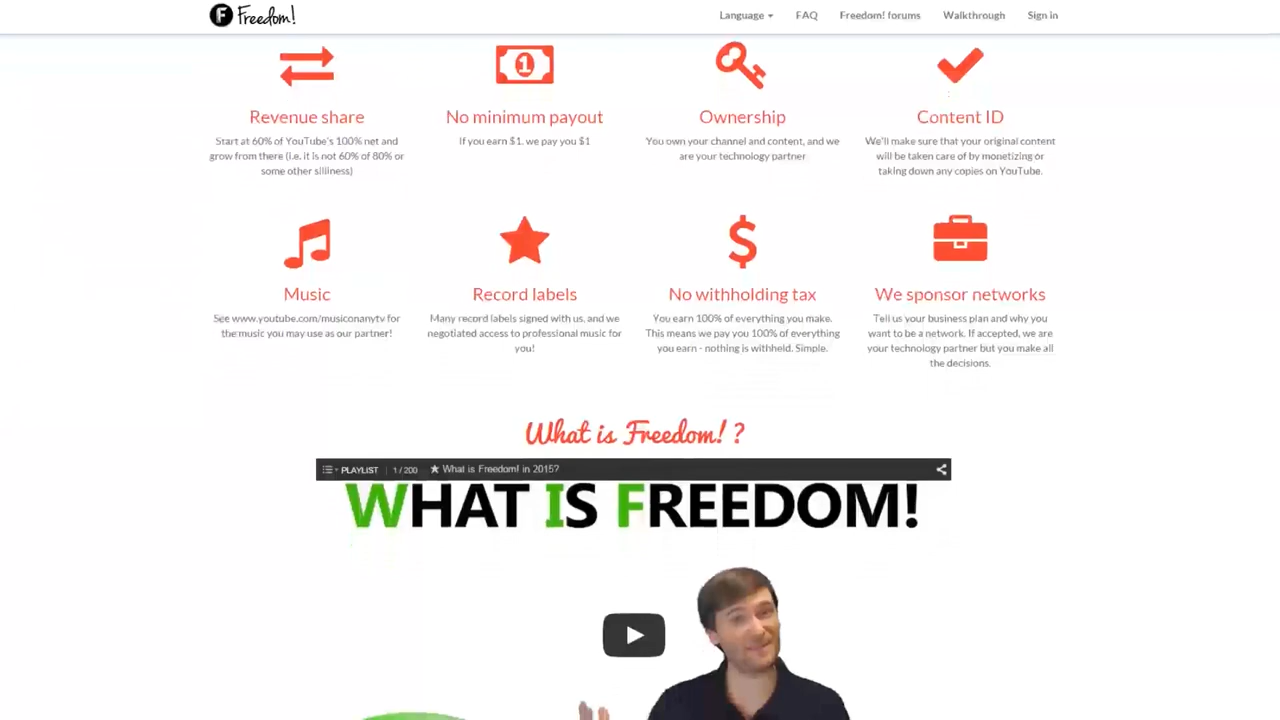 Freedom!
Language FAQ Freedom! forums Walkthrough Sign in
1
Revenue share
Start at 60% of YouTube's 100% net and
grow from there (i.e. it is not 60% of 80% or
some other silliness)
No minimum payout
If you earn $1. we pay you $1
Ownership
You own your channel and content, and we
are your technology partner
Content ID
We'll make sure that your original content
will be taken care of by monetizing or
taking down any copies on YouTube.
Music
See www.youtube.com/musiconanytv for
the music you may use as our partner!
Record labels
Many record labels signed with us, and we
negotiated access to professional music for
you!
$
No withholding tax
You earn 100% of everything you make.
This means we pay you 100% of everything
you earn - nothing is withheld. Simple.
We sponsor networks
Tell us your business plan and why you
want to be a network. If accepted, we are
your technology partner but you make all
the decisions.
What is Freedom! ?
PLAYLIST 1 / 200 ★ What is Freedom! in 2015?
WHAT IS FREEDOM!